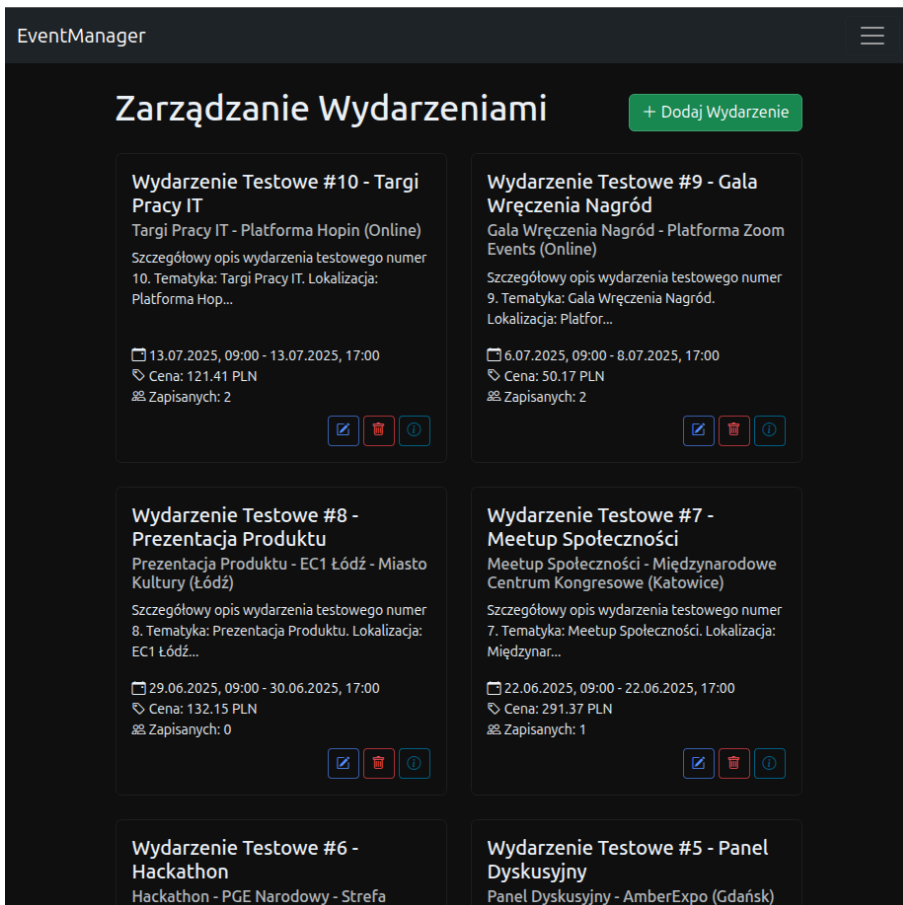 EventManager
Zarządzanie Wydarzeniami
+ Dodaj Wydarzenie
Wydarzenie Testowe #10 - Targi
Pracy IT
Targi Pracy IT - Platforma Hopin (Online)
Szczegółowy opis wydarzenia testowego numer
10. Tematyka: Targi Pracy IT. Lokalizacja:
Platforma Hop...
13.07.2025, 09:00 - 13.07.2025, 17:00
Cena: 121.41 PLN
Zapisanych: 2
Wydarzenie Testowe #9 - Gala
Wręczenia Nagród
Gala Wręczenia Nagród - Platforma Zoom
Events (Online)
Szczegółowy opis wydarzenia testowego numer
9. Tematyka: Gala Wręczenia Nagród.
Lokalizacja: Platfor...
6.07.2025, 09:00 - 8.07.2025, 17:00
Cena: 50.17 PLN
Zapisanych: 2
Wydarzenie Testowe #8 -
Prezentacja Produktu
Prezentacja Produktu - EC1 Łódź - Miasto
Kultury (Łódź)
Szczegółowy opis wydarzenia testowego numer
8. Tematyka: Prezentacja Produktu. Lokalizacja:
EC1 Łódź...
29.06.2025, 09:00 - 30.06.2025, 17:00
Cena: 132.15 PLN
Zapisanych: 0
Wydarzenie Testowe #7 -
Meetup Społeczności
Meetup Społeczności - Międzynarodowe
Centrum Kongresowe (Katowice)
Szczegółowy opis wydarzenia testowego numer
7. Tematyka: Meetup Społeczności. Lokalizacja:
Międzynar...
22.06.2025, 09:00 - 22.06.2025, 17:00
Cena: 291.37 PLN
Zapisanych: 1
Wydarzenie Testowe #6 -
Hackathon
Hackathon - PGE Narodowy - Strefa
Wydarzenie Testowe #5 - Panel
Dyskusyjny
Panel Dyskusyjny - AmberExpo (Gdańsk)